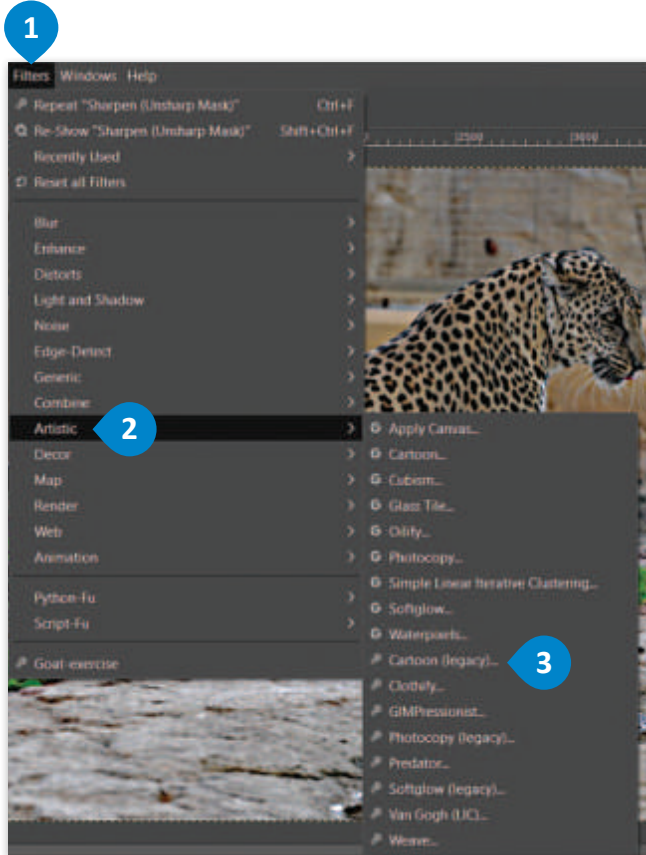 1
Filters Windows Help
Repeat "Sharpen (Unsharp Mask)" Ctrl+F
Re-Show "Sharpen (Unsharp Mask)" Shift+Ctrl+F
Recently Used
Reset all Filters
2500 3000
Blur
Enhance
Distorts
Light and Shadow
Noise
Edge-Detect
Generic
Combine
Artistic 2
Decor
Map
Render
Web
Animation
Python-Fu
Script-Fu
Goat-exercise
G Apply Canvas...
G Cartoon...
G Cubism...
G Glass Tile...
G Oilify...
G Photocopy...
G Simple Linear Iterative Clustering...
G Softglow...
G Waterpixels...
Cartoon (legacy)... 3
Clothify...
GIMPressionist...
Photocopy (legacy)...
Predator...
Softglow (legacy)...
Van Gogh (LIC)...
Weave...